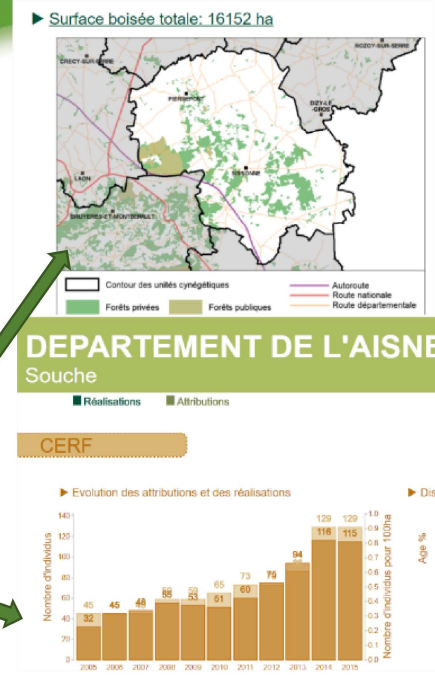 ► Surface boisée totale: 16152 ha
CRECY-SUR-SERRE
ROZOY-SUR-SERRE
PIERREPONT
DIZY-LE-GROS
LAON
SISSONNE
BRUYERES-ET-MONTBERAULT
Contour des unités cynégétiques
Autoroute
Route nationale
Forêts privées
Forêts publiques
Route départementale
DEPARTEMENT DE L'AISNE
Souche
Réalisations
Attributions
CERF
► Evolution des attributions et des réalisations
► Dis
Nombre d'individus
140
120
100
80
60
40
20
0
45
32
45
48
59
55
59
53
65
51
73
60
75
94
129
116
129
115
2005 2006 2007 2008 2009 2010 2011 2012 2013 2014 2015
1.0
0.9
0.8
0.7
0.6
0.5
0.4
0.3
0.2
0.1
0.0
Nombre d'individus pour 100ha
Age %